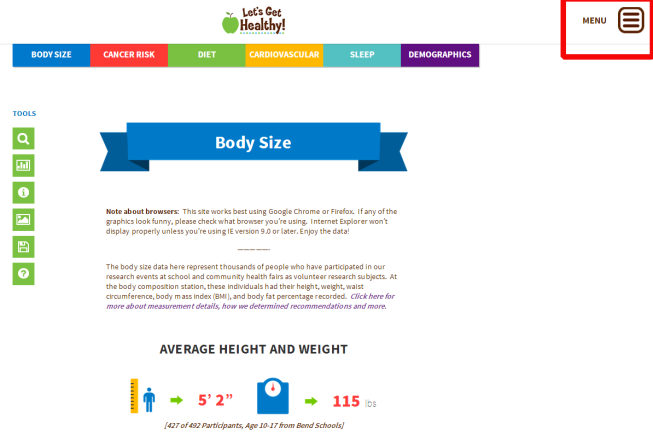 Let's Get
Healthy!
MENU
BODY SIZE
CANCER RISK
DIET
CARDIOVASCULAR
SLEEP
DEMOGRAPHICS
TOOLS
Body Size
Note about browsers: This site works best using Google Chrome or Firefox. If any of the
graphics look funny, please check what browser you're using. Internet Explorer won't
display properly unless you're using IE version 9.0 or later. Enjoy the data!
——————
The body size data here represent thousands of people who have participated in our
research events at school and community health fairs as volunteer research subjects. At
the body composition station, these individuals had their height, weight, waist
circumference, body mass index (BMI), and body fat percentage recorded. Click here for
more about measurement details, how we determined recommendations and more.
AVERAGE HEIGHT AND WEIGHT
5' 2" 115 lbs
[427 of 492 Participants, Age 10-17 from Bend Schools]